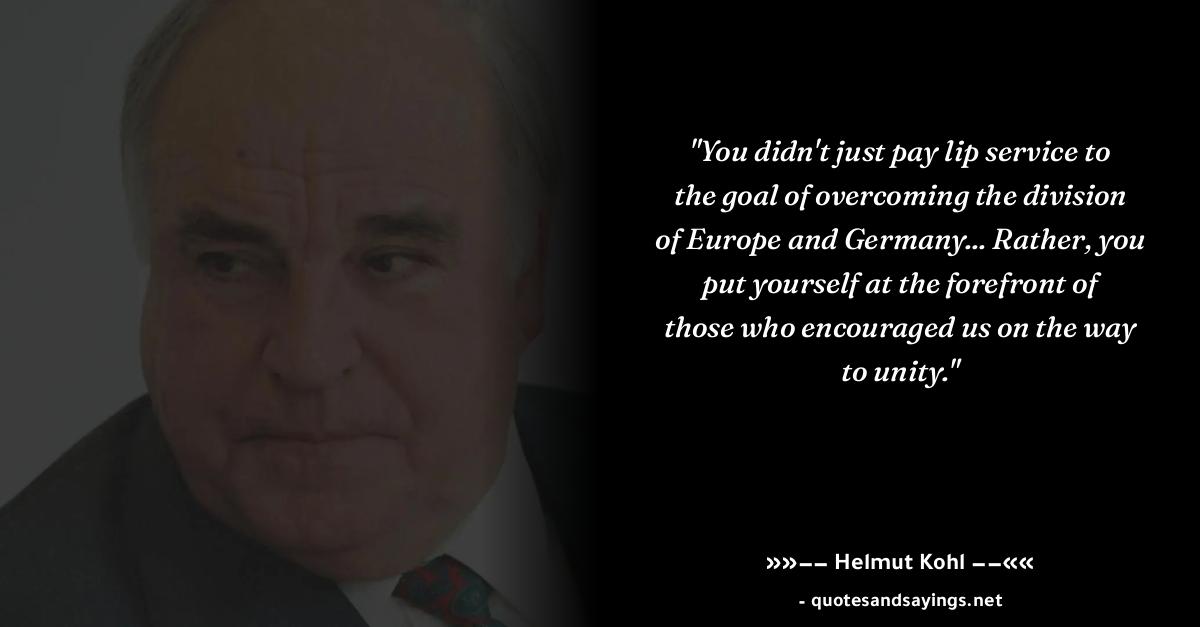 "You didn't just pay lip service to
the goal of overcoming the division
of Europe and Germany... Rather, you
put yourself at the forefront of
those who encouraged us on the way
to unity."
»»–– Helmut Kohl ––««
- quotesandsayings.net